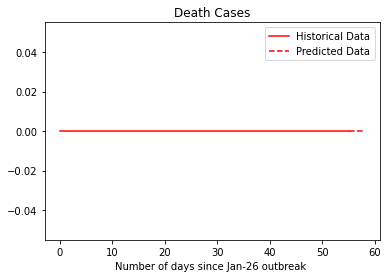 Death Cases
Historical Data
Predicted Data
0.04
0.02
0.00
−0.02
−0.04
0 10 20 30 40 50 60
Number of days since Jan-26 outbreak